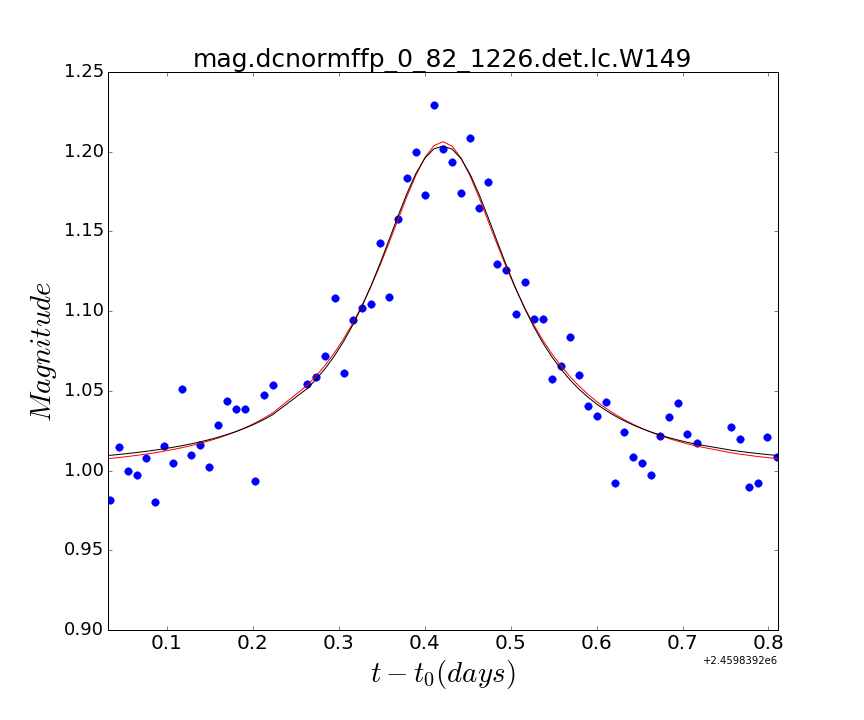 mag.dcnormffp_0_82_1226.det.lc.W149
1.25
1.20
1.15
1.10
1.05
1.00
0.95
0.90
Magnitude
0.1 0.2 0.3 0.4 0.5 0.6 0.7 0.8
+2.4598392e6
t − t₀(days)